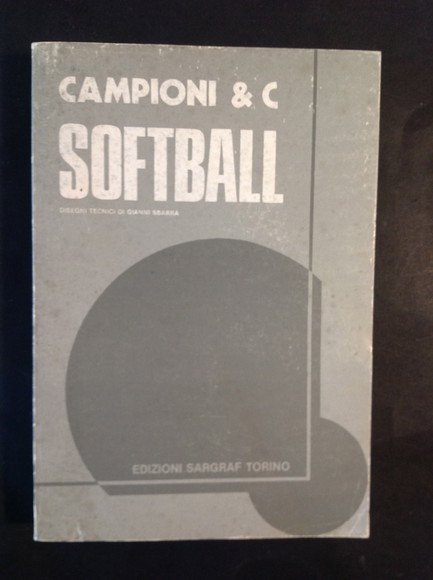 CAMPIONI & C
SOFTBALL
DISEGNI TECNICI DI GIANNI SBARRA
EDIZIONI SARGRAF TORINO